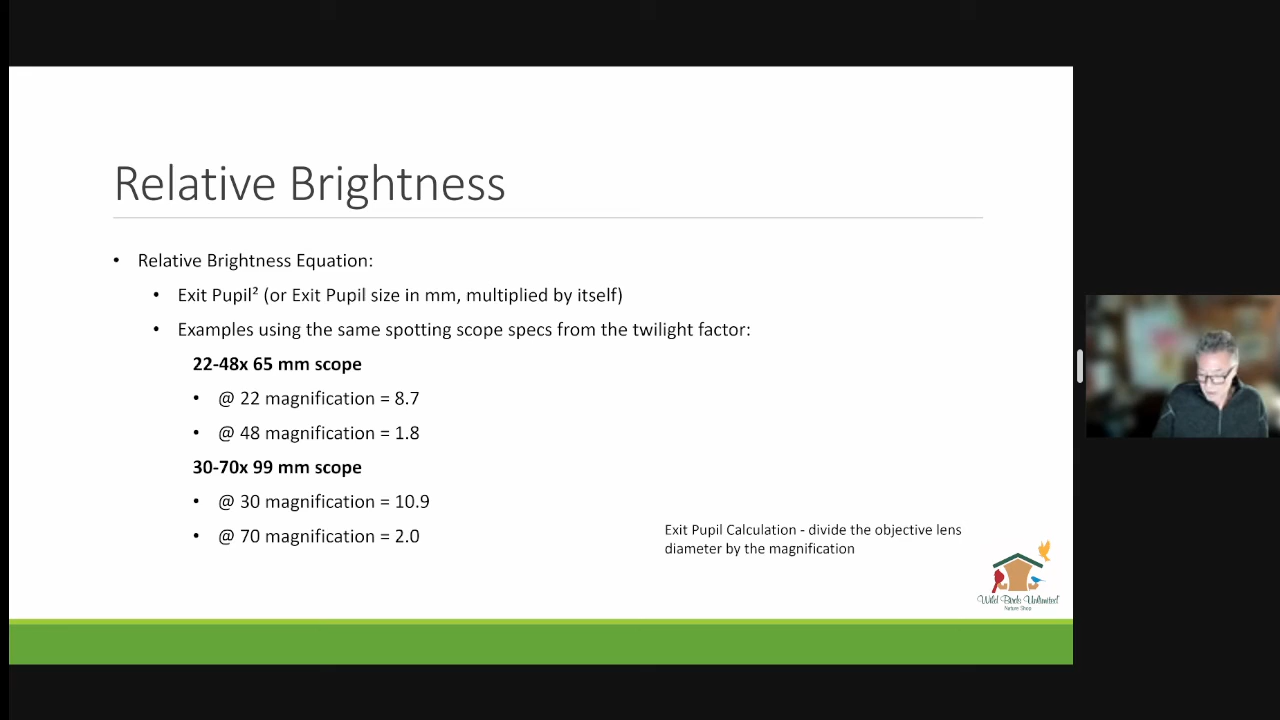 Relative Brightness
• Relative Brightness Equation:
• Exit Pupil² (or Exit Pupil size in mm, multiplied by itself)
• Examples using the same spotting scope specs from the twilight factor:
22-48x 65 mm scope
• @ 22 magnification = 8.7
• @ 48 magnification = 1.8
30-70x 99 mm scope
• @ 30 magnification = 10.9
• @ 70 magnification = 2.0
Exit Pupil Calculation - divide the objective lens
diameter by the magnification
Wild Birds Unlimited
Nature Shop